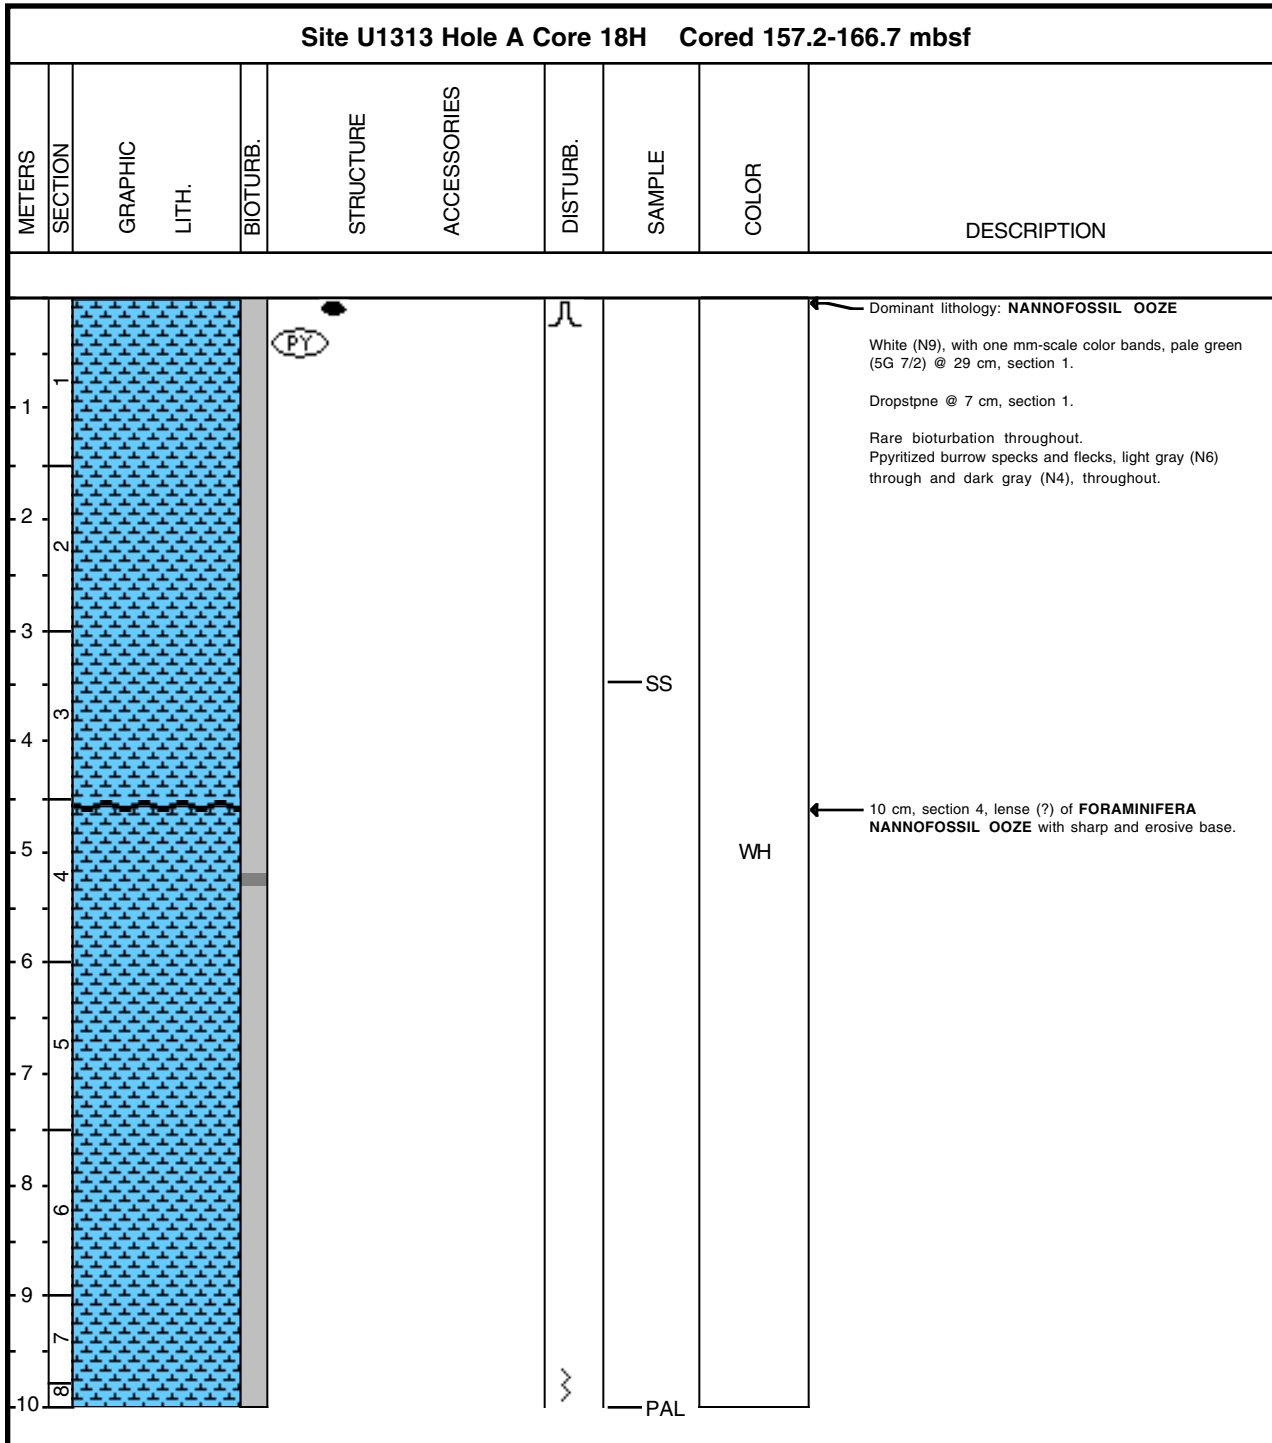 Site U1313 Hole A Core 18H Cored 157.2-166.7 mbsf
METERS
SECTION
GRAPHIC
LITH.
BIOTURB.
STRUCTURE
ACCESSORIES
DISTURB.
SAMPLE
COLOR
DESCRIPTION
PY
Dominant lithology: NANNOFOSSIL OOZE
White (N9), with one mm-scale color bands, pale green
(5G 7/2) @ 29 cm, section 1.
Dropstpne @ 7 cm, section 1.
Rare bioturbation throughout.
Ppyritized burrow specks and flecks, light gray (N6)
through and dark gray (N4), throughout.
1
1
2
2
3
SS
3
4
10 cm, section 4, lense (?) of FORAMINIFERA
NANNOFOSSIL OOZE with sharp and erosive base.
5
WH
4
6
5
7
8
6
9
7
8
10
PAL